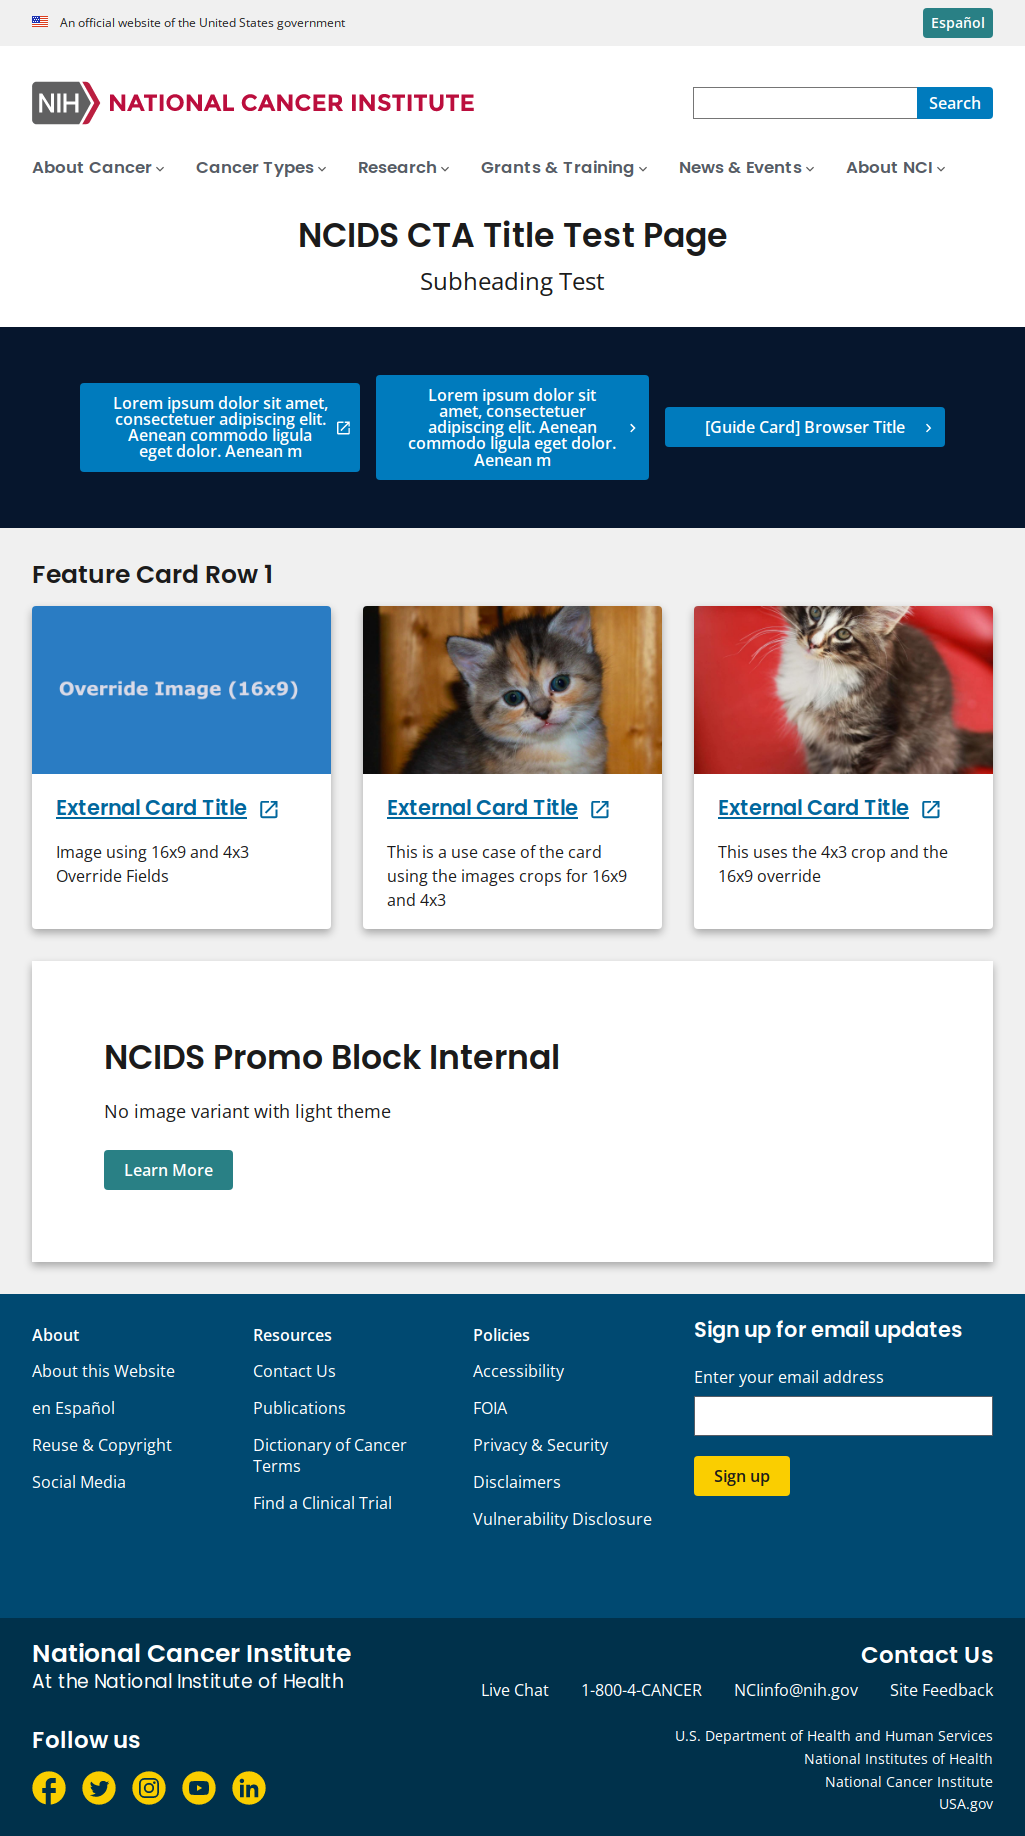 An official website of the United States government
Español
NIH NATIONAL CANCER INSTITUTE
Search
About Cancer
Cancer Types
Research
Grants & Training
News & Events
About NCI
NCIDS CTA Title Test Page
Subheading Test
Lorem ipsum dolor sit amet,
consectetuer adipiscing elit.
Aenean commodo ligula
eget dolor. Aenean m
Lorem ipsum dolor sit
amet, consectetuer
adipiscing elit. Aenean
commodo ligula eget dolor.
Aenean m
[Guide Card] Browser Title
Feature Card Row 1
Override Image (16x9)
External Card Title
Image using 16x9 and 4x3
Override Fields
External Card Title
This is a use case of the card
using the images crops for 16x9
and 4x3
External Card Title
This uses the 4x3 crop and the
16x9 override
NCIDS Promo Block Internal
No image variant with light theme
Learn More
About
About this Website
en Español
Reuse & Copyright
Social Media
Resources
Contact Us
Publications
Dictionary of Cancer
Terms
Find a Clinical Trial
Policies
Accessibility
FOIA
Privacy & Security
Disclaimers
Vulnerability Disclosure
Sign up for email updates
Enter your email address
Sign up
National Cancer Institute
At the National Institute of Health
Follow us
Contact Us
Live Chat
1-800-4-CANCER
NCIinfo@nih.gov
Site Feedback
U.S. Department of Health and Human Services
National Institutes of Health
National Cancer Institute
USA.gov